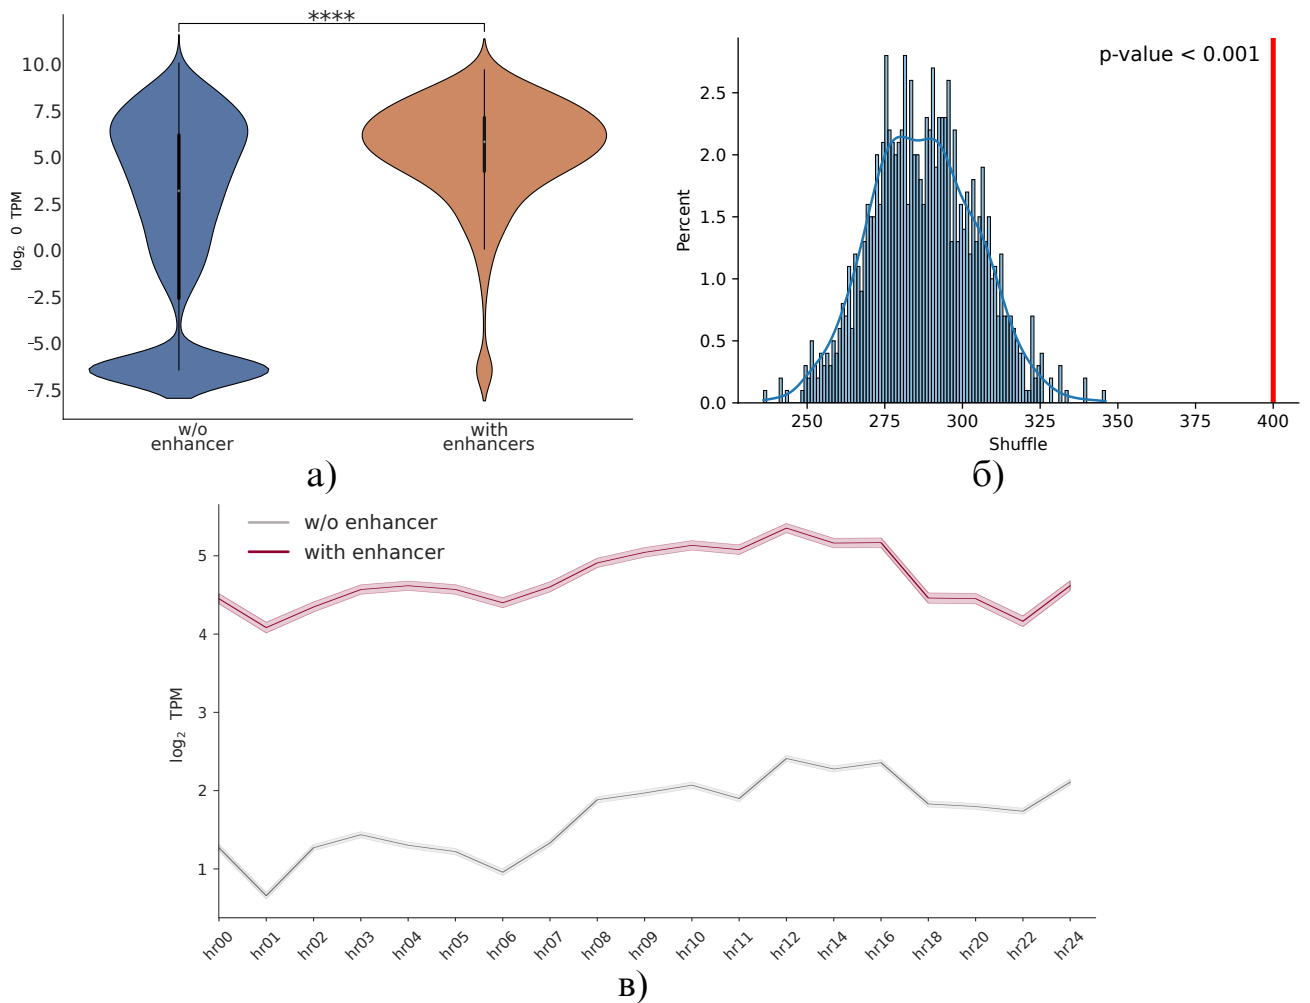 ****
10.0
7.5
5.0
2.5
0.0
−2.5
−5.0
−7.5
log₂ 0 TPM
w/o
enhancer
with
enhancers
а)
p-value < 0.001
2.5
2.0
1.5
1.0
0.5
0.0
Percent
250 275 300 325 350 375 400
Shuffle
б)
w/o enhancer
with enhancer
5
4
3
2
1
log₂ TPM
hr00 hr01 hr02 hr03 hr04 hr05 hr06 hr07 hr08 hr09 hr10 hr11 hr12 hr14 hr16 hr18 hr20 hr22 hr24
в)